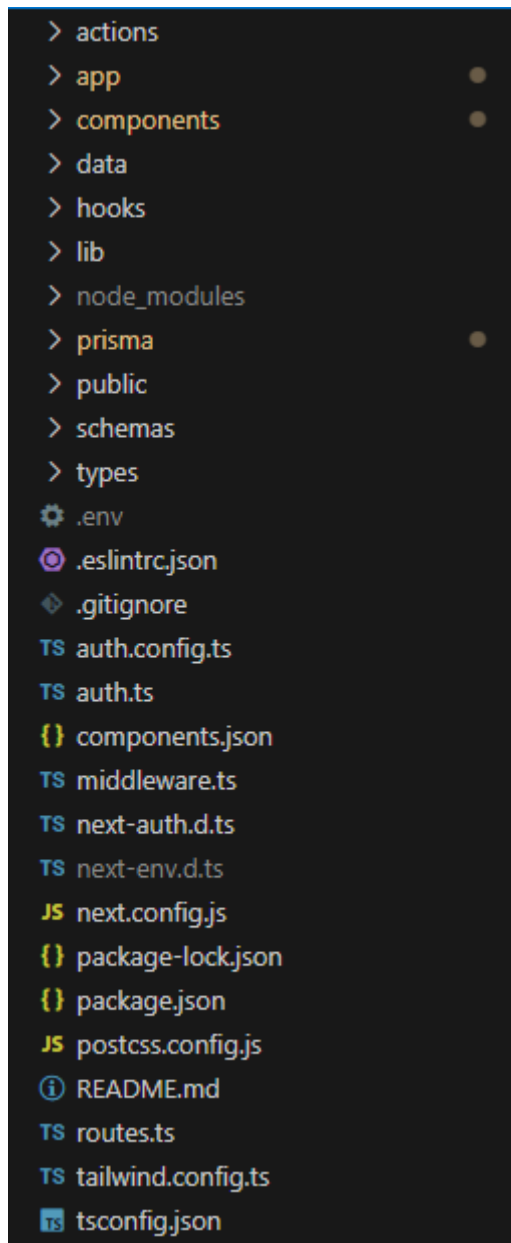 actions
app
components
data
hooks
lib
node_modules
prisma
public
schemas
types
.env
.eslintrc.json
.gitignore
TS auth.config.ts
TS auth.ts
{} components.json
TS middleware.ts
TS next-auth.d.ts
TS next-env.d.ts
JS next.config.js
{} package-lock.json
{} package.json
JS postcss.config.js
README.md
TS routes.ts
TS tailwind.config.ts
TS tsconfig.json